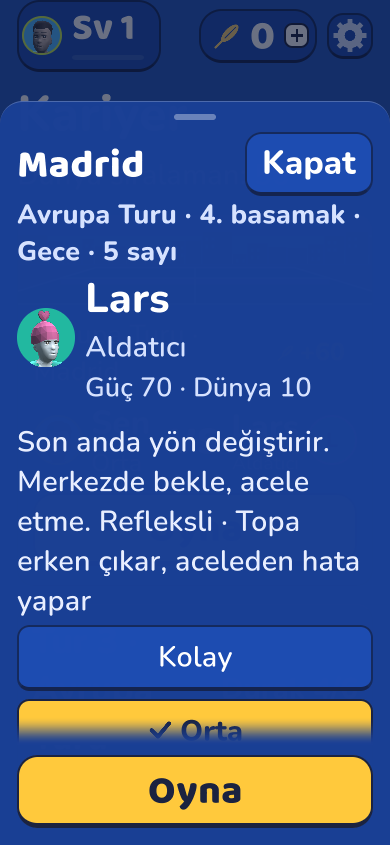 Sv 1
0
Kariyer
Madrid
Kapat
Avrupa Turu · 4. basamak ·
Gece · 5 sayı
Lars
Aldatıcı
Güç 70 · Dünya 10
Son anda yön değiştirir.
Merkezde bekle, acele
etme. Refleksli · Topa
erken çıkar, aceleden hata
yapar
Kolay
Orta
Oyna